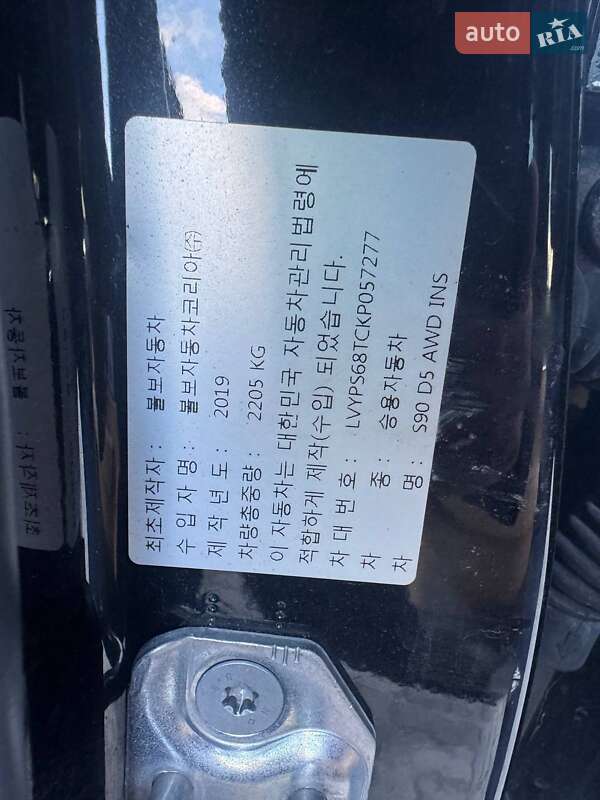 auto RIA .com
최초제작자 : 볼보자동차
수 입 자 명 : 볼보자동차코리아㈜
제 작 년 도 : 2019
차량총중량 : 2205 KG
이 자동차는 대한민국 자동차관리법령에
적합하게 제작(수입) 되었습니다.
차 대 번 호 : LVYPS68TCKP057277
차 종 : 승용자동차
차 명 : S90 D5 AWD INS